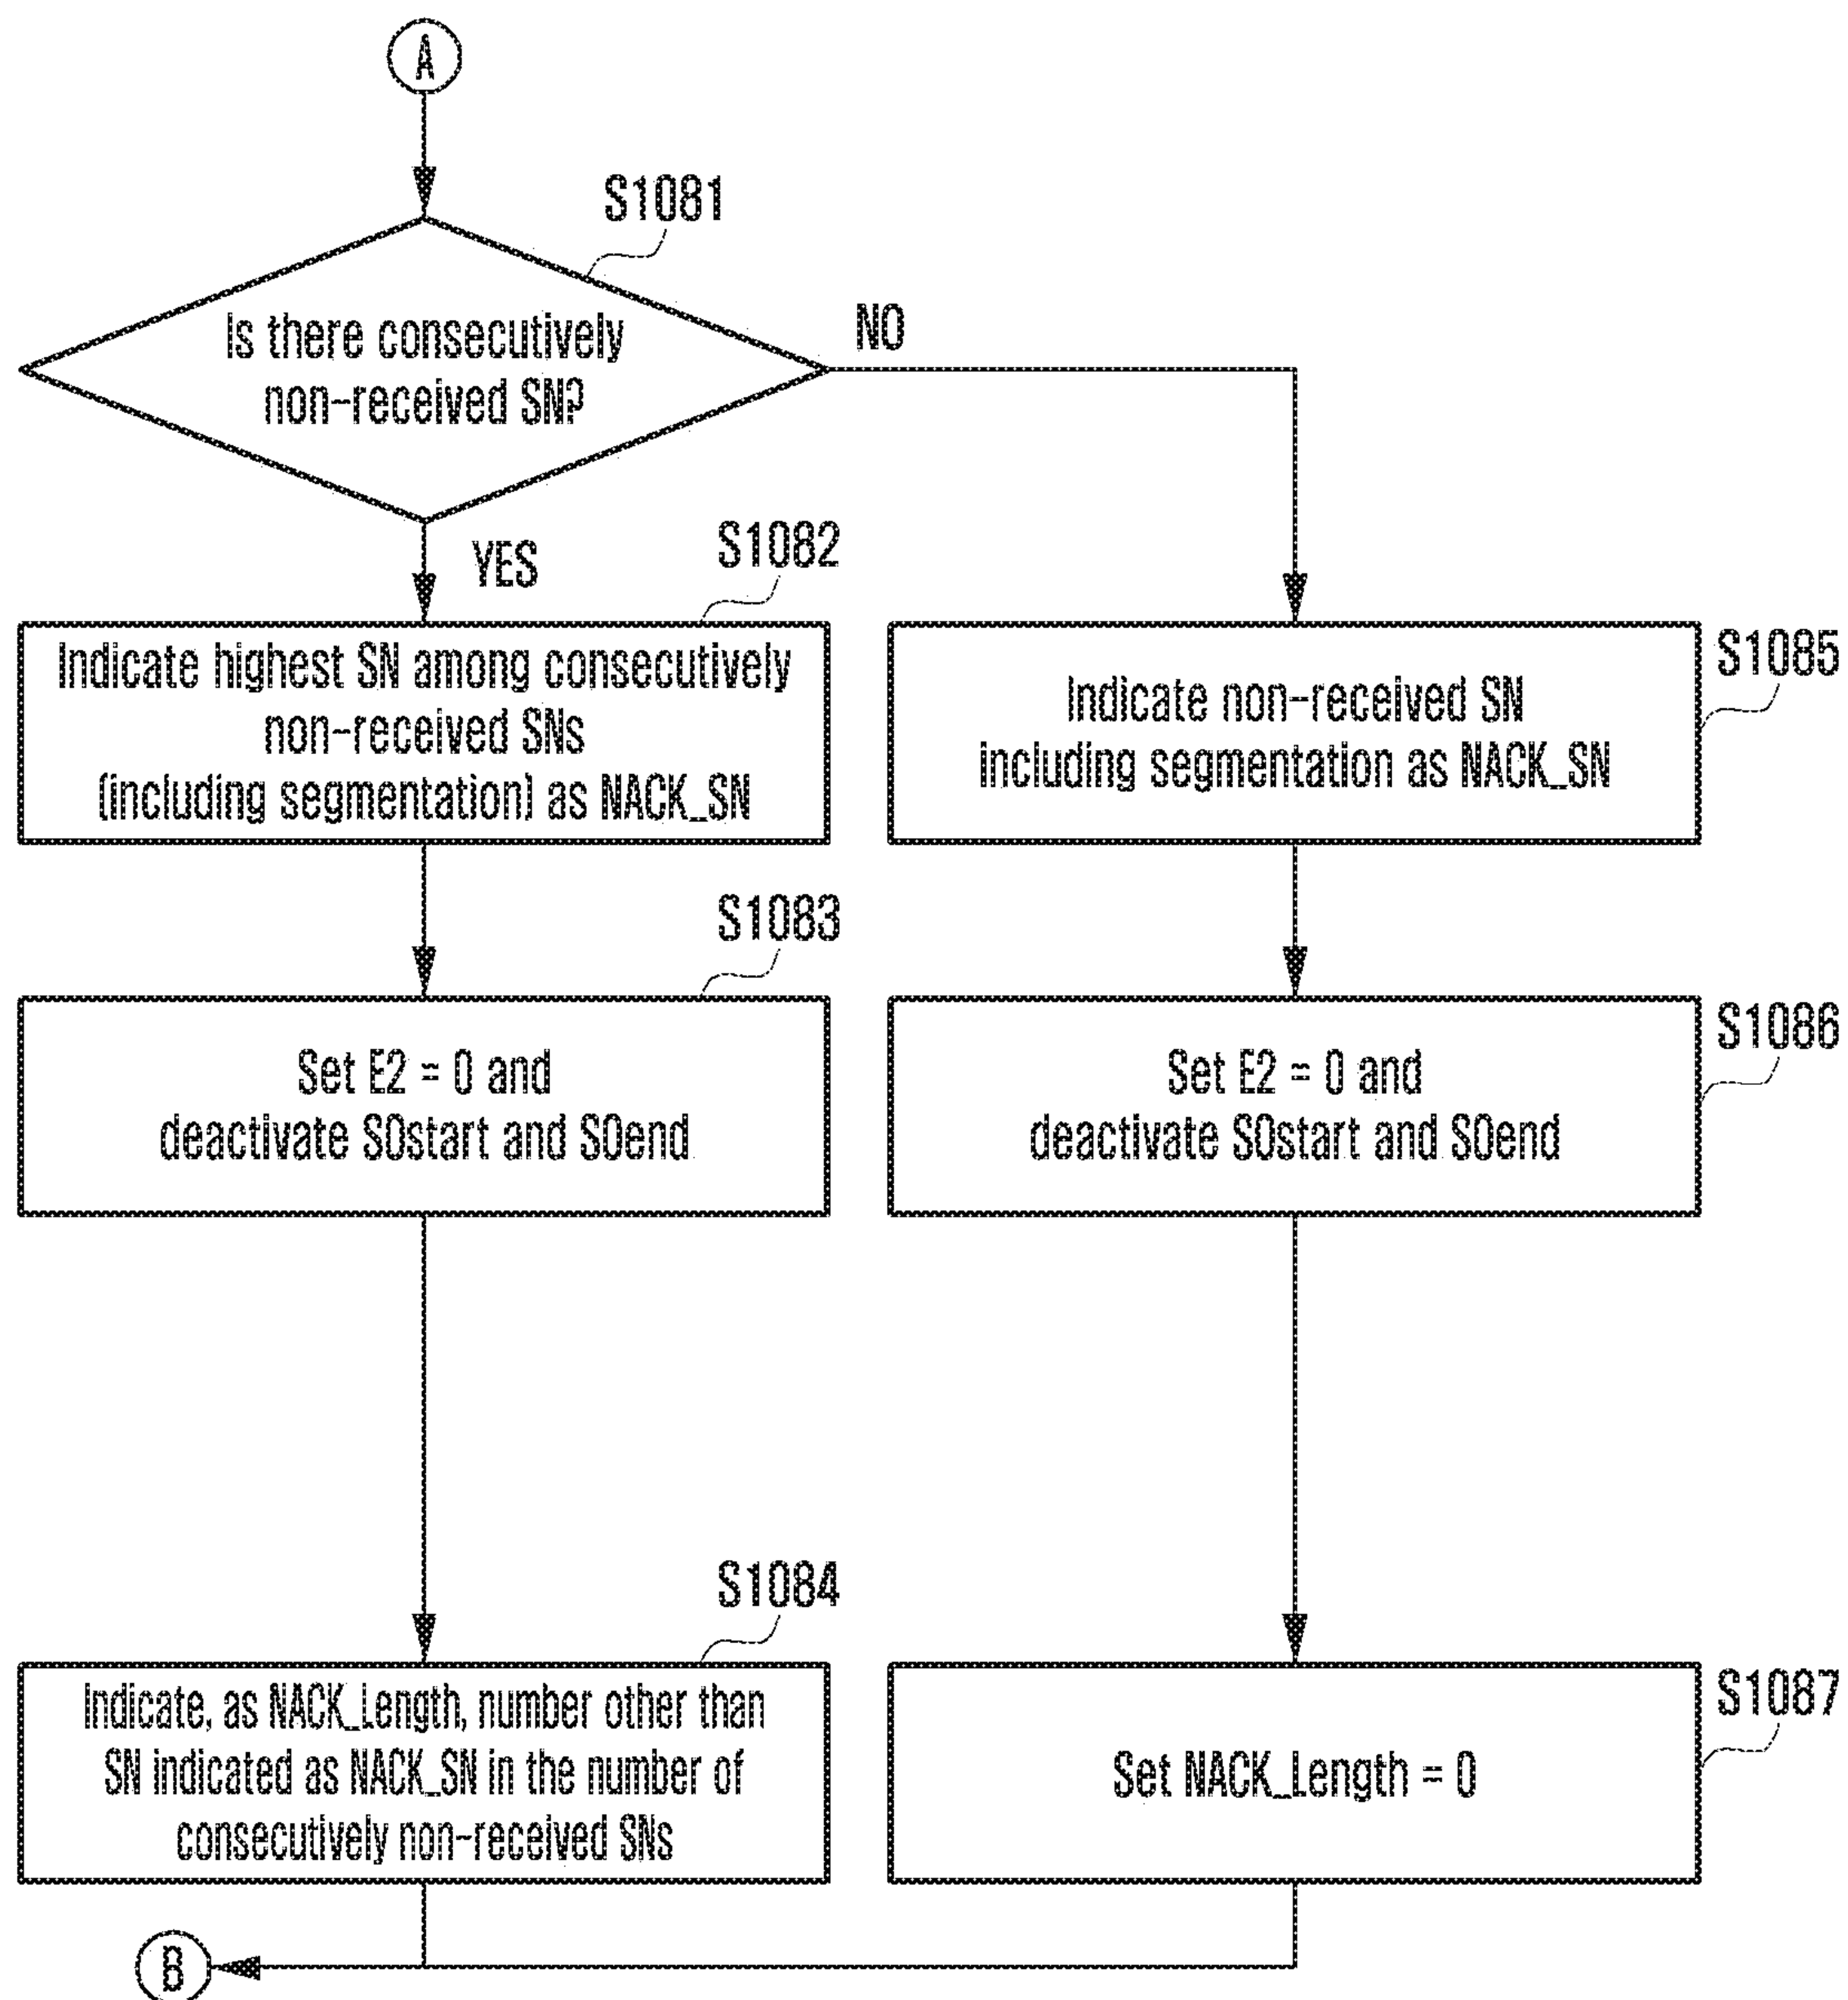 A
S1081
Is there consecutively
non-received SN?
NO
YES
S1082
Indicate highest SN among consecutively
non-received SNs
(including segmentation) as NACK_SN
S1085
Indicate non-received SN
including segmentation as NACK_SN
S1083
Set E2 = 0 and
deactivate SOstart and SOend
S1086
Set E2 = 0 and
deactivate SOstart and SOend
S1084
Indicate, as NACK_Length, number other than
SN indicated as NACK_SN in the number of
consecutively non-received SNs
S1087
Set NACK_Length = 0
B